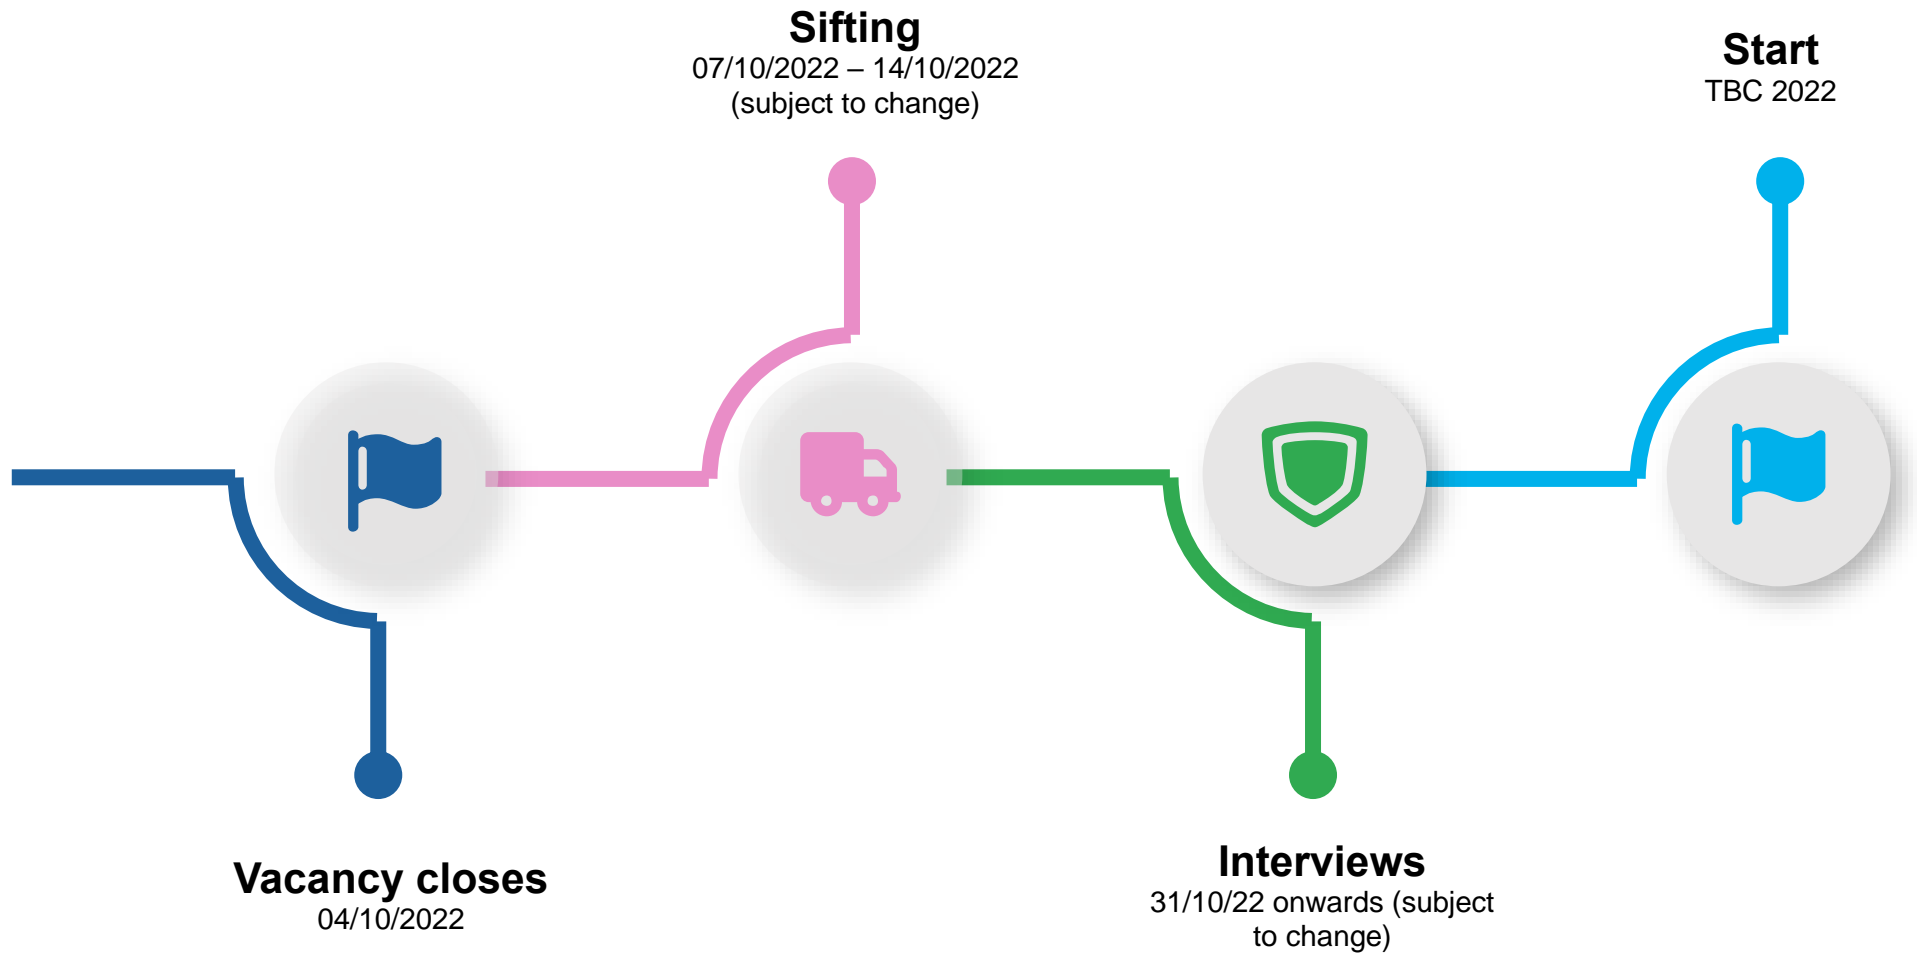 Sifting
07/10/2022 – 14/10/2022
(subject to change)
Start
TBC 2022
Vacancy closes
04/10/2022
Interviews
31/10/22 onwards (subject
to change)